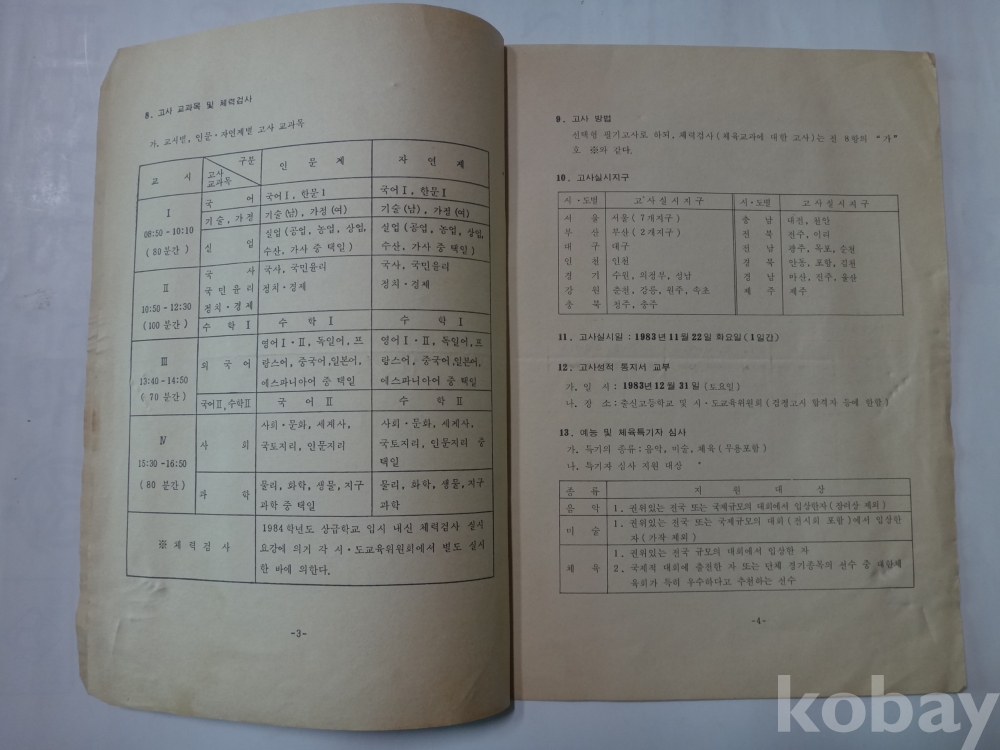 8. 고사 교과목 및 체력검사
가. 교시별, 인문·자연계별 고사 교과목
교 시 구분 고사 교과목 인 문 계 자 연 계
I 08:50-10:10 (80분간)
국 어 국어 I, 한문 I 국어 I, 한문 I
기술, 가정 기술 (남), 가정 (여) 기술 (남), 가정 (여)
실 업 실업 (공업, 농업, 상업, 실업 (공업, 농업, 상업,
수산, 가사 중 택일) 수산, 가사 중 택일)
II 10:50-12:30 (100분간)
국 사 국사, 국민윤리 국사, 국민윤리
국 민 윤 리 정치·경제 정치·경제
정치·경제
수 학 I 수 학 I 수 학 I
III 13:40-14:50 (70분간)
외 국 어 영어 I·II, 독일어, 프 영어 I·II, 독일어, 프
랑스어, 중국어, 일본어, 랑스어, 중국어, 일본어,
에스파니아어 중 택일 에스파니아어 중 택일
국어 II, 수학 II 국 어 II 수 학 II
IV 15:30-16:50 (80분간)
사 회 사회·문화, 세계사, 사회·문화, 세계사,
국토지리, 인문지리 국토지리, 인문지리 중
택일
과 학 물리, 화학, 생물, 지구 물리, 화학, 생물, 지구
과학 중 택일 과학
※ 체 력 검 사 1984학년도 상급학교 입시 내신 체력검사 실시
요강에 의거 각 시·도교육위원회에서 별도 실시
한 바에 의한다.
-3-
9. 고사 방법
선택형 필기고사로 하되, 체력검사(체육교과에 대한 고사)는 전 8항의 "가"
호 ※와 같다.
10. 고사실시지구
시·도별 고사실시지구 시·도별 고사실시지구
서 울 서울 (7개지구) 충 남 대전, 천안
부 산 부산 (2개지구) 전 북 전주, 이리
대 구 대구 전 남 광주, 목포, 순천
인 천 인천 경 북 안동, 포항, 김천
경 기 수원, 의정부, 성남 경 남 마산, 진주, 울산
강 원 춘천, 강릉, 원주, 속초 제 주 제주
충 북 청주, 충주
11. 고사실시일 : 1983년 11월 22일 화요일(1일간)
12. 고사성적 통지서 교부
가. 일 시 : 1983년 12월 31일 (토요일)
나. 장 소 : 출신고등학교 및 시·도교육위원회(검정고시 합격자 등에 한함)
13. 예능 및 체육특기자 심사
가. 특기의 종류 : 음악, 미술, 체육 (무용포함)
나. 특기자 심사 지원 대상
종 류 지 원 대 상
음 악 1. 권위있는 전국 또는 국제규모의 대회에서 입상한자(장려상 제외)
미 술 1. 권위있는 전국 또는 국제규모의 대회(전시회 포함)에서 입상한
자(가작 제외)
체 육 1. 권위있는 전국 규모의 대회에서 입상한 자
2. 국제적 대회에 출전한 자 또는 단체 경기종목의 선수 중 대한체
육회가 특히 우수하다고 추천하는 선수
-4-
kobay